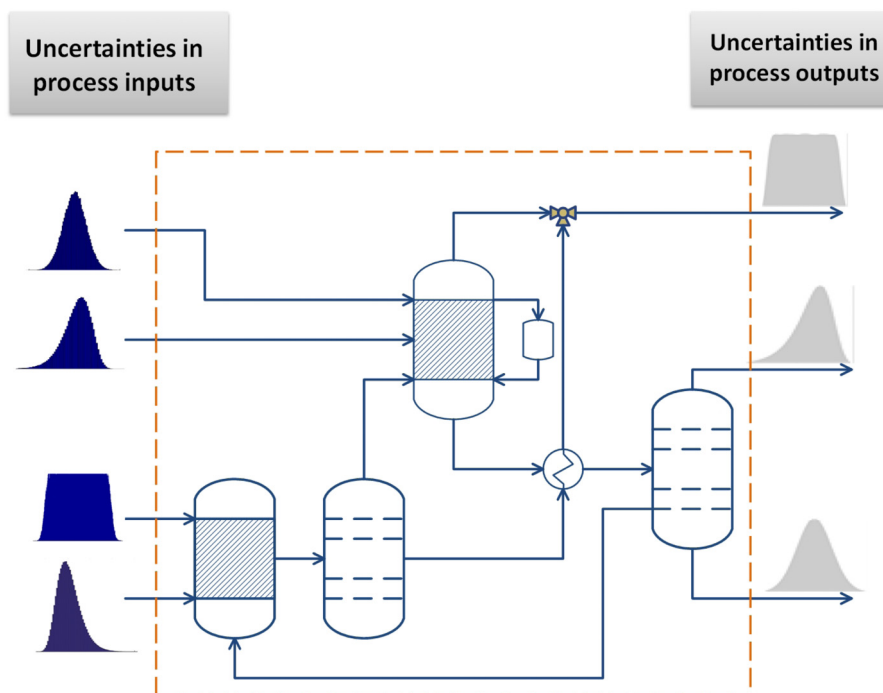 Uncertainties in
process inputs
Uncertainties in
process outputs